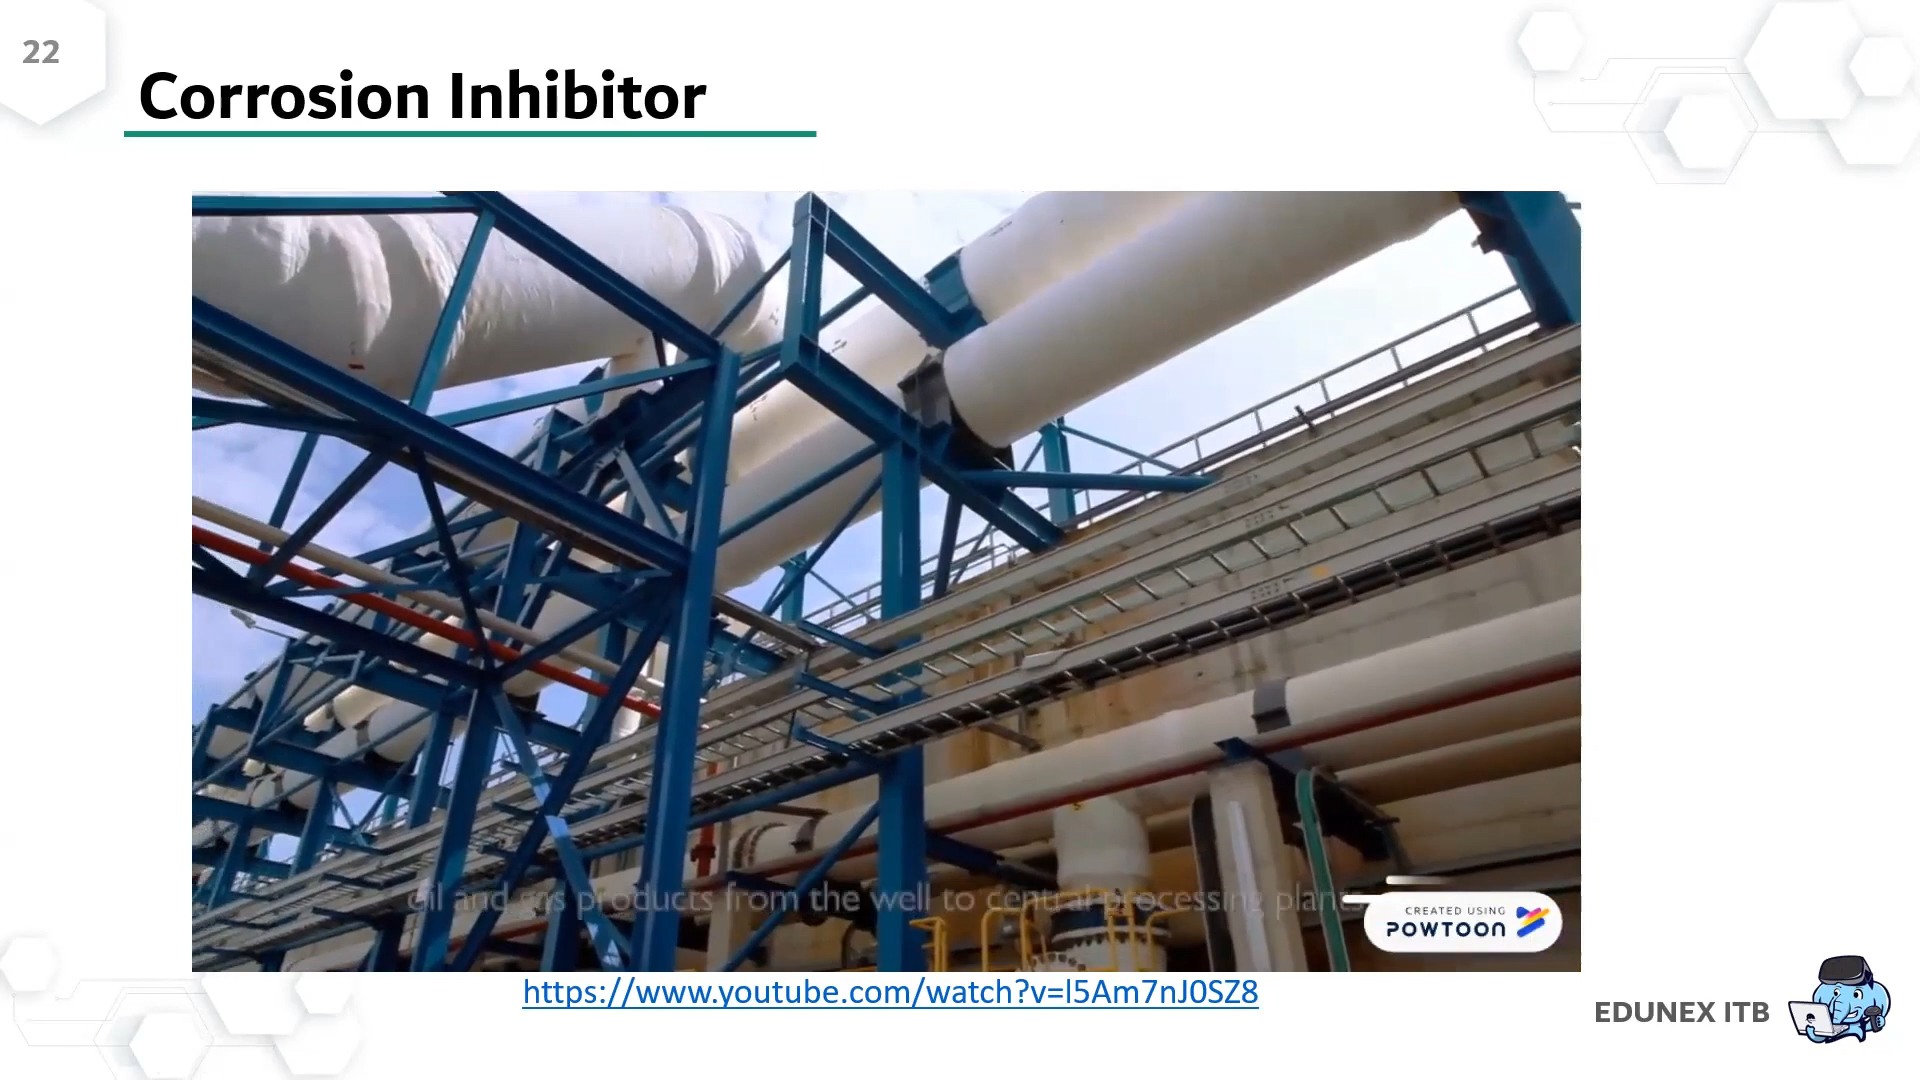 22
Corrosion Inhibitor
oil and gas products from the well to central processing plants
CREATED USING
POWTOON
https://www.youtube.com/watch?v=l5Am7nJ0SZ8
EDUNEX ITB